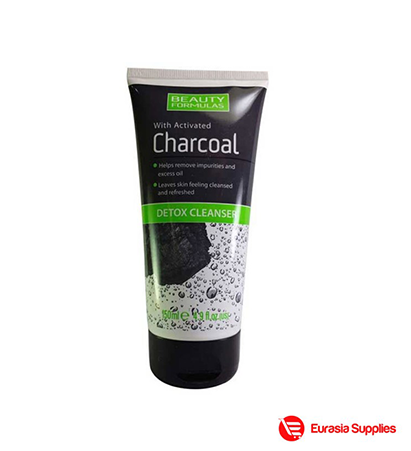 BEAUTY
FORMULAS
With Activated
Charcoal
• Helps remove impurities and
excess oil
• Leaves skin feeling cleansed
and refreshed
DETOX CLEANSER
150ml e
Eurasia Supplies